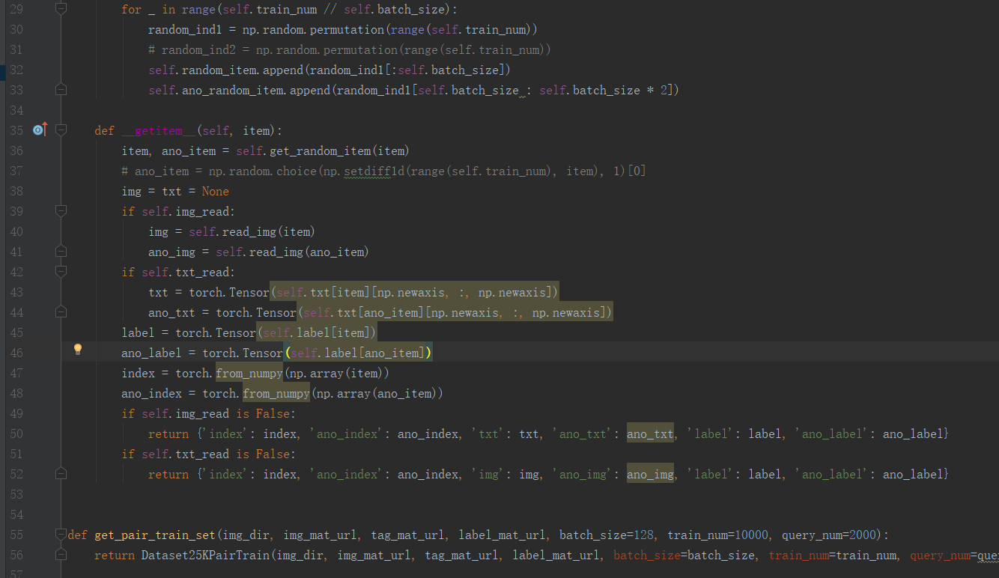 29 for _ in range(self.train_num // self.batch_size):
30 random_ind1 = np.random.permutation(range(self.train_num))
31 # random_ind2 = np.random.permutation(range(self.train_num))
32 self.random_item.append(random_ind1[:self.batch_size])
33 self.ano_random_item.append(random_ind1[self.batch_size : self.batch_size * 2])
34
35 def __getitem__(self, item):
36 item, ano_item = self.get_random_item(item)
37 # ano_item = np.random.choice(np.setdiff1d(range(self.train_num), item), 1)[0]
38 img = txt = None
39 if self.img_read:
40 img = self.read_img(item)
41 ano_img = self.read_img(ano_item)
42 if self.txt_read:
43 txt = torch.Tensor(self.txt[item][np.newaxis, :, np.newaxis])
44 ano_txt = torch.Tensor(self.txt[ano_item][np.newaxis, :, np.newaxis])
45 label = torch.Tensor(self.label[item])
46 ano_label = torch.Tensor(self.label[ano_item])
47 index = torch.from_numpy(np.array(item))
48 ano_index = torch.from_numpy(np.array(ano_item))
49 if self.img_read is False:
50 return {'index': index, 'ano_index': ano_index, 'txt': txt, 'ano_txt': ano_txt, 'label': label, 'ano_label': ano_label}
51 if self.txt_read is False:
52 return {'index': index, 'ano_index': ano_index, 'img': img, 'ano_img': ano_img, 'label': label, 'ano_label': ano_label}
53
54
55 def get_pair_train_set(img_dir, img_mat_url, tag_mat_url, label_mat_url, batch_size=128, train_num=10000, query_num=2000):
56 return Dataset25KPairTrain(img_dir, img_mat_url, tag_mat_url, label_mat_url, batch_size=batch_size, train_num=train_num, query_num=que
57